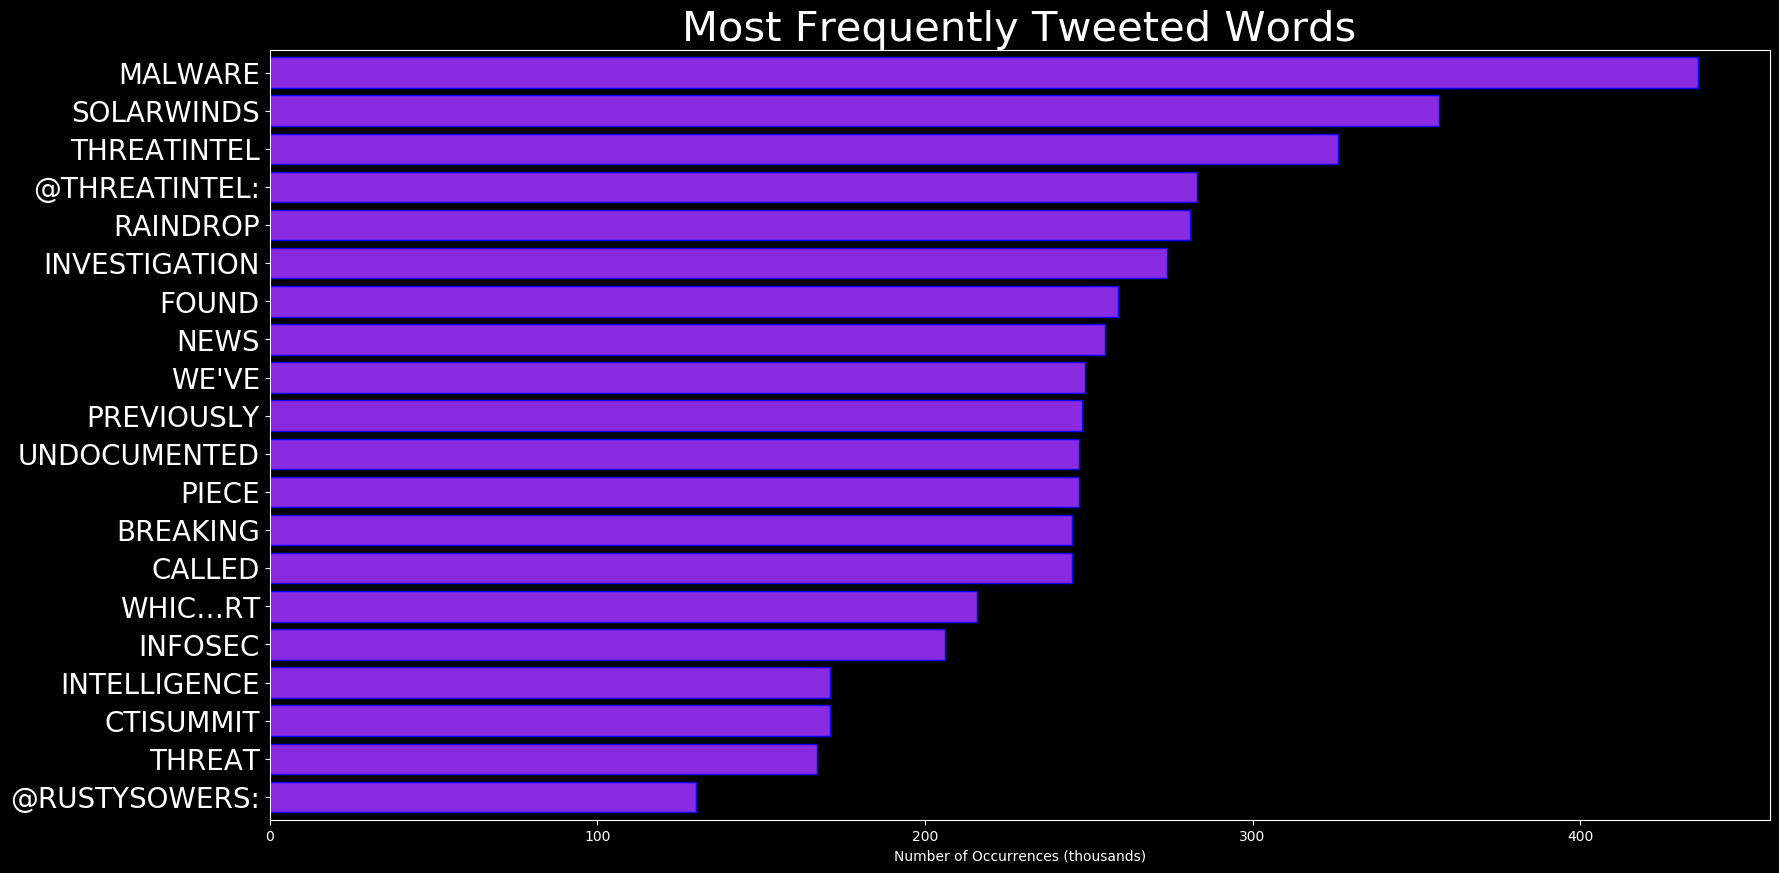 Most Frequently Tweeted Words
MALWARE
SOLARWINDS
THREATINTEL
@THREATINTEL:
RAINDROP
INVESTIGATION
FOUND
NEWS
WE'VE
PREVIOUSLY
UNDOCUMENTED
PIECE
BREAKING
CALLED
WHIC…RT
INFOSEC
INTELLIGENCE
CTISUMMIT
THREAT
@RUSTYSOWERS:
0 100 200 300 400
Number of Occurrences (thousands)